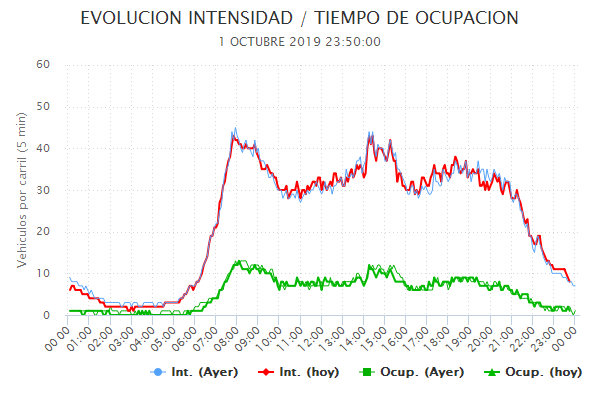 EVOLUCION INTENSIDAD / TIEMPO DE OCUPACION
1 OCTUBRE 2019 23:50:00
Vehiculos por carril (5 min)
60
50
40
30
20
10
0
00:00 01:00 02:00 03:00 04:00 05:00 06:00 07:00 08:00 09:00 10:00 11:00 12:00 13:00 14:00 15:00 16:00 17:00 18:00 19:00 20:00 21:00 22:00 23:00 00:00
Int. (Ayer) Int. (hoy) Ocup. (Ayer) Ocup. (hoy)